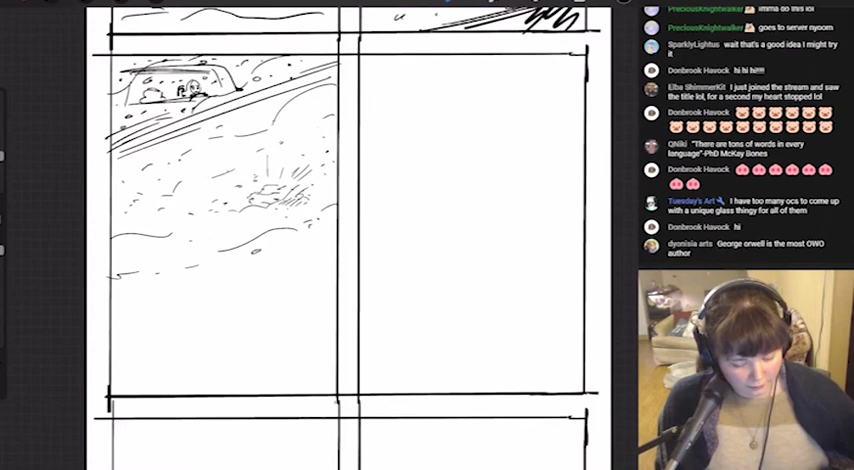 PreciousKnightwalker imma do this lol
PreciousKnightwalker goes to server nyoom
SparklyLightus wait that's a good idea I might try
it
Donbrook Havock hi hi hi!!!!
Elba ShimmerKit I just joined the stream and saw
the title lol, for a second my heart stopped lol
Donbrook Havock
QNiki "There are tons of words in every
language"-PhD McKay Bones
Donbrook Havock
Tuesday's Art I have too many ocs to come up
with a unique glass thingy for all of them
Donbrook Havock hi
dyonisia arts George orwell is the most OWO
author